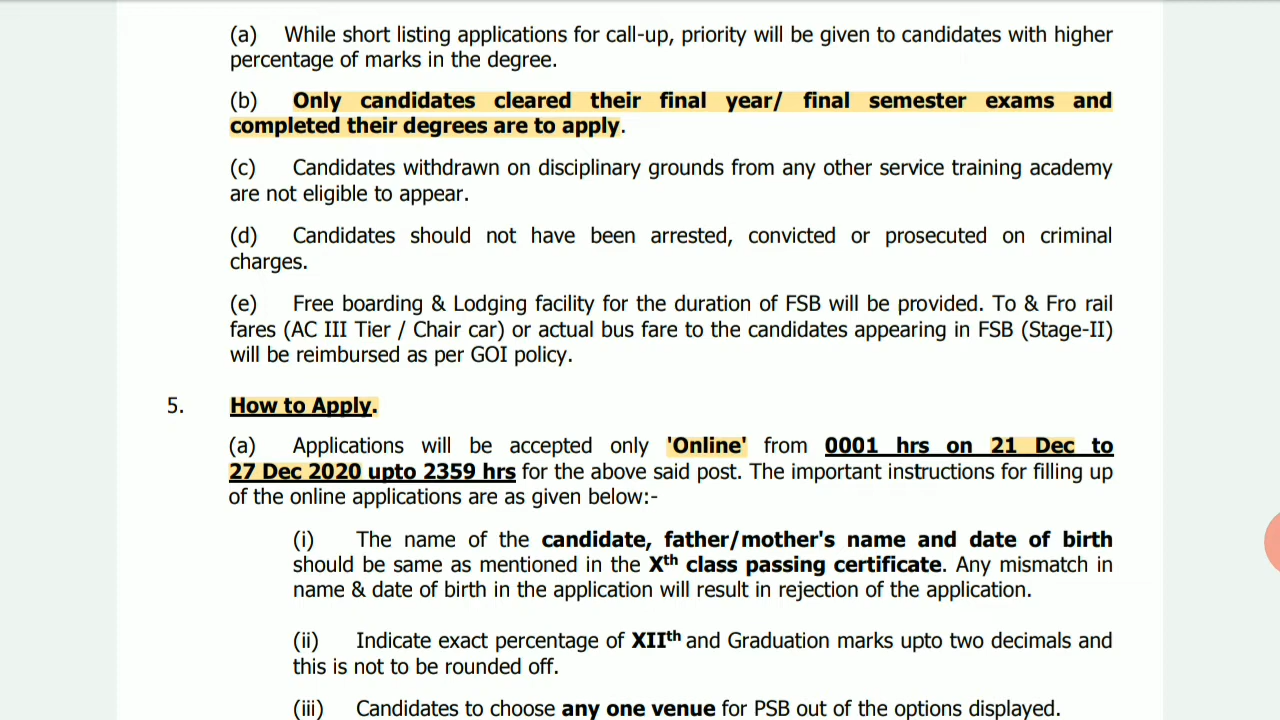 (a) While short listing applications for call-up, priority will be given to candidates with higher
percentage of marks in the degree.
(b) Only candidates cleared their final year/ final semester exams and
completed their degrees are to apply.
(c) Candidates withdrawn on disciplinary grounds from any other service training academy
are not eligible to appear.
(d) Candidates should not have been arrested, convicted or prosecuted on criminal
charges.
(e) Free boarding & Lodging facility for the duration of FSB will be provided. To & Fro rail
fares (AC III Tier / Chair car) or actual bus fare to the candidates appearing in FSB (Stage-II)
will be reimbursed as per GOI policy.
5. How to Apply.
(a) Applications will be accepted only 'Online' from 0001 hrs on 21 Dec to
27 Dec 2020 upto 2359 hrs for the above said post. The important instructions for filling up
of the online applications are as given below:-
(i) The name of the candidate, father/mother's name and date of birth
should be same as mentioned in the Xth class passing certificate. Any mismatch in
name & date of birth in the application will result in rejection of the application.
(ii) Indicate exact percentage of XIIth and Graduation marks upto two decimals and
this is not to be rounded off.
(iii) Candidates to choose any one venue for PSB out of the options displayed.